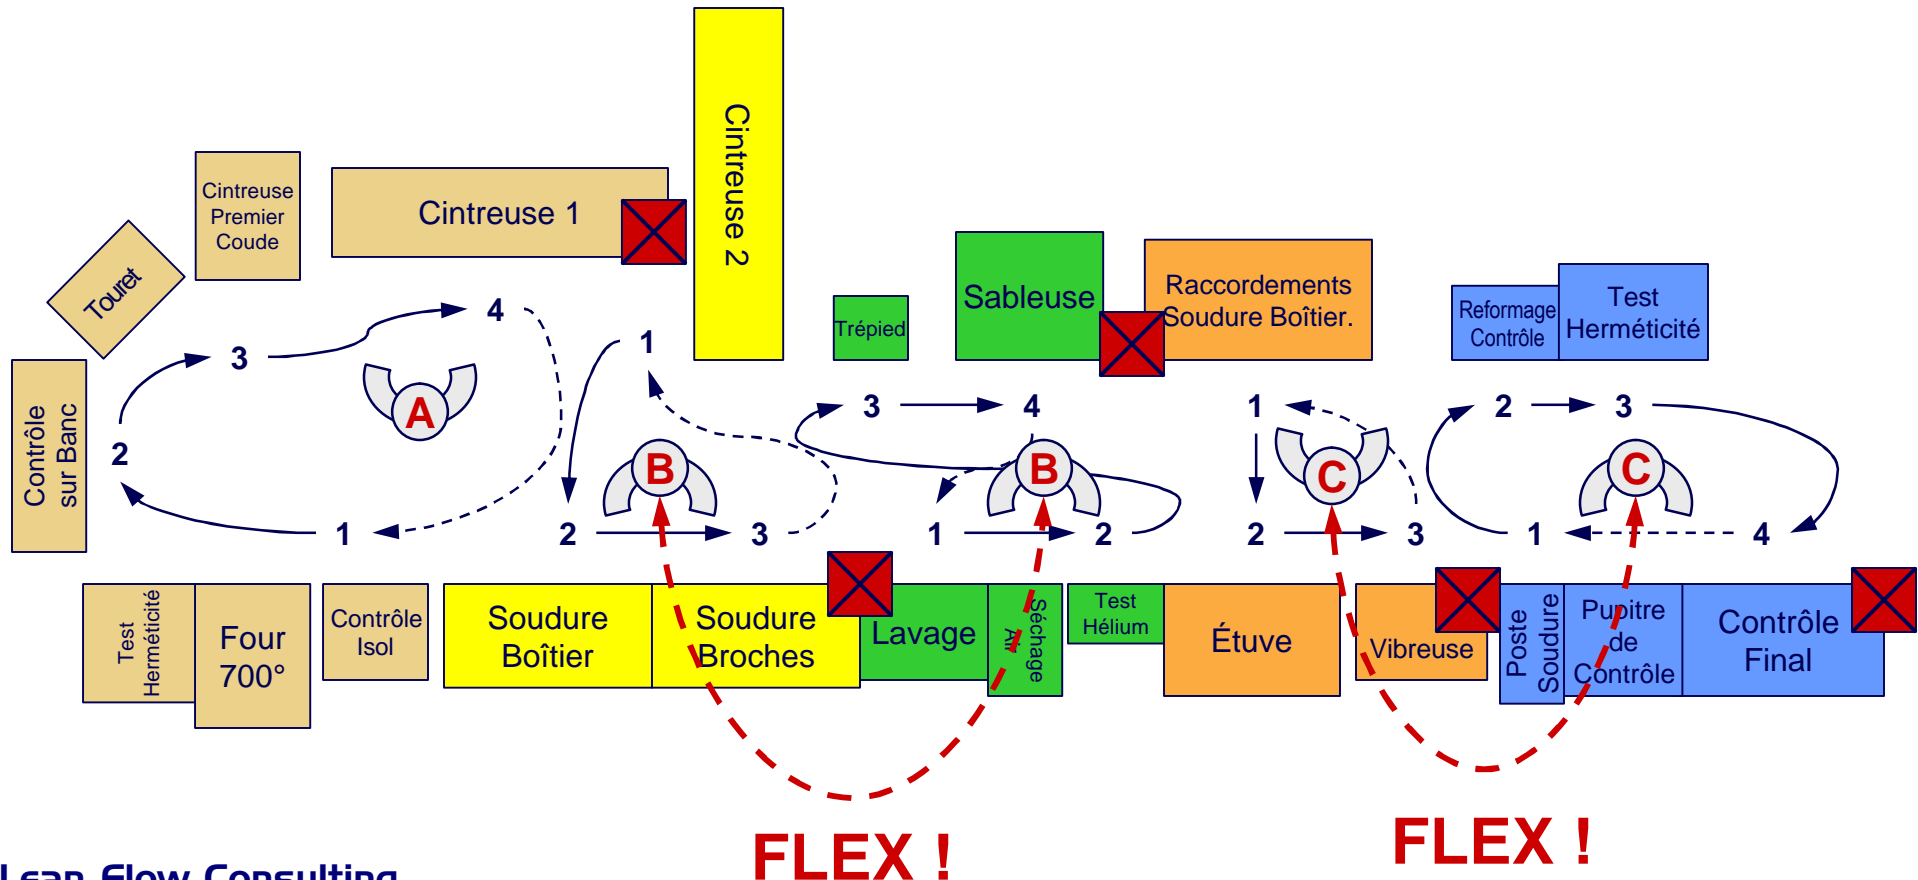 Cintreuse 2
Cintreuse
Premier
Coude
Cintreuse 1
Touret
Sableuse
Raccordements
Soudure Boîtier.
Trépied
Reformage
Contrôle
Test
Herméticité
Contrôle
sur Banc
4
3
1
2
1
A
3
4
1
2
3
B
B
C
C
2
3
1
2
2
3
1
4
Test
Herméticité
Four
700°
Contrôle
Isol
Soudure
Boîtier
Soudure
Broches
Lavage
Séchage
Air
Test
Hélium
Étuve
Vibreuse
Poste
Soudure
Pupitre
de
Contrôle
Contrôle
Final
FLEX !
FLEX !
Lean Flow Consulting